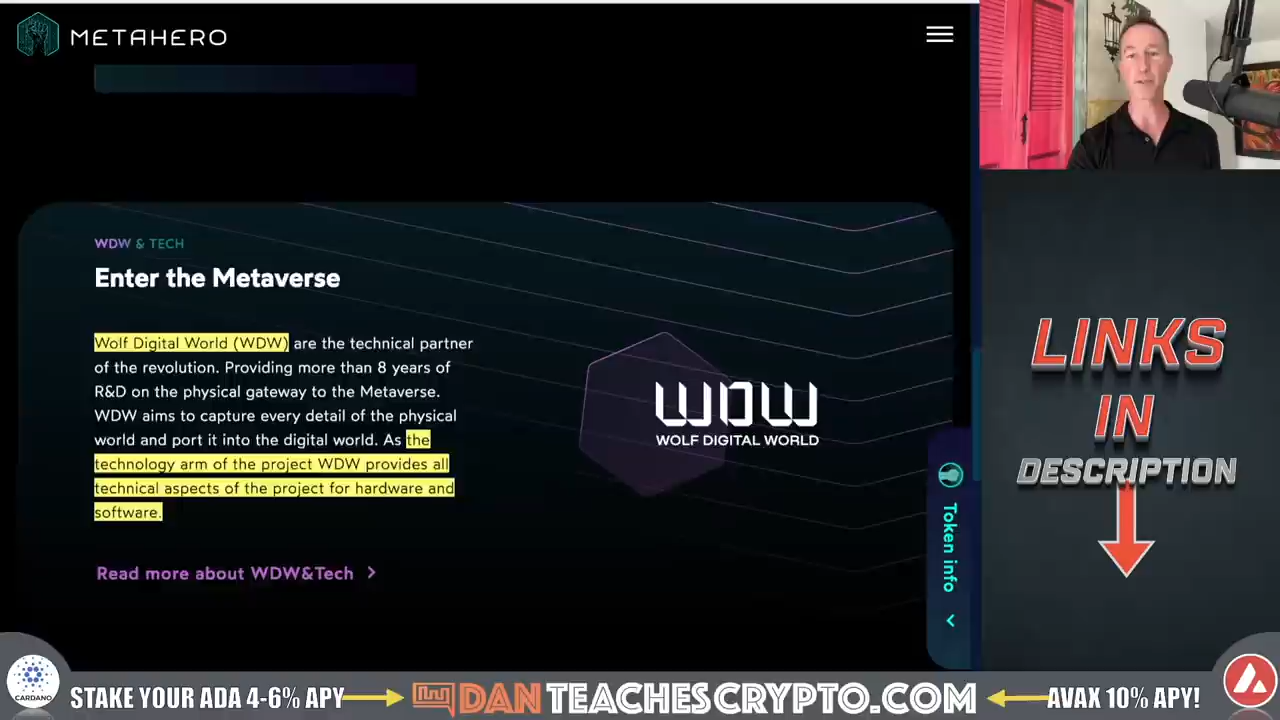 METAHERO
WDW & TECH
Enter the Metaverse
Wolf Digital World (WDW) are the technical partner
of the revolution. Providing more than 8 years of
R&D on the physical gateway to the Metaverse.
WDW aims to capture every detail of the physical
world and port it into the digital world. As the
technology arm of the project WDW provides all
technical aspects of the project for hardware and
software.
Read more about WDW&Tech
WDW
WOLF DIGITAL WORLD
Token info
LINKS
IN
DESCRIPTION
CARDANO
STAKE YOUR ADA 4-6% APY
DANTEACHESCRYPTO.COM
AVAX 10% APY!